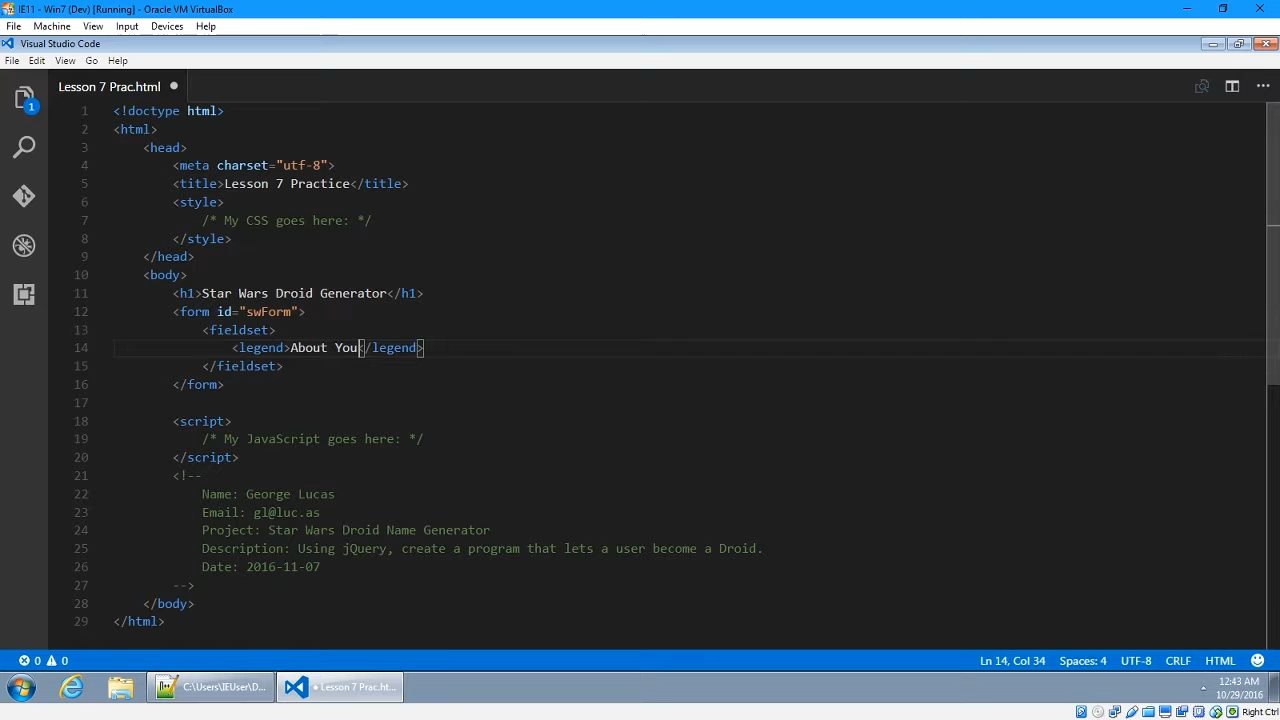 IE11 - Win7 (Dev) [Running] - Oracle VM VirtualBox
File Machine View Input Devices Help
Visual Studio Code
File Edit View Go Help
Lesson 7 Prac.html
1 <!doctype html>
2 <html>
3 <head>
4 <meta charset="utf-8">
5 <title>Lesson 7 Practice</title>
6 <style>
7 /* My CSS goes here: */
8 </style>
9 </head>
10 <body>
11 <h1>Star Wars Droid Generator</h1>
12 <form id="swForm">
13 <fieldset>
14 <legend>About You</legend>
15 </fieldset>
16 </form>
17
18 <script>
19 /* My JavaScript goes here: */
20 </script>
21 <!--
22 Name: George Lucas
23 Email: gl@luc.as
24 Project: Star Wars Droid Name Generator
25 Description: Using jQuery, create a program that lets a user become a Droid.
26 Date: 2016-11-07
27 -->
28 </body>
29 </html>
1
0 0 Ln 14, Col 34 Spaces: 4 UTF-8 CRLF HTML
C:\Users\IEUser\D... • Lesson 7 Prac.ht... 12:43 AM
10/29/2016
Right Ctrl